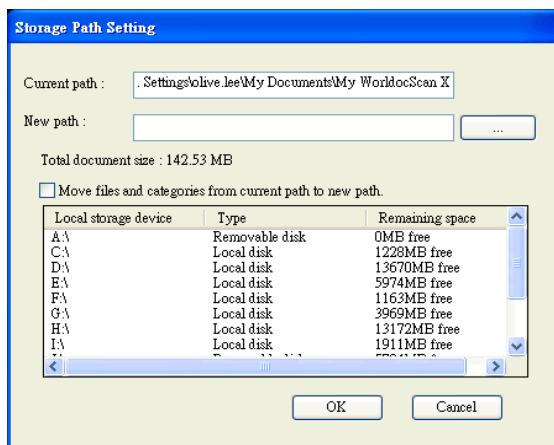 Storage Path Setting
Current path : . Settings\olive.lee\My Documents\My WorldocScan X
New path : ...
Total document size : 142.53 MB
Move files and categories from current path to new path.
Local storage device Type Remaining space
A:\ Removable disk 0MB free
C:\ Local disk 1228MB free
D:\ Local disk 13670MB free
E:\ Local disk 5974MB free
F:\ Local disk 1163MB free
G:\ Local disk 3969MB free
H:\ Local disk 13172MB free
I:\ Local disk 1911MB free
OK Cancel